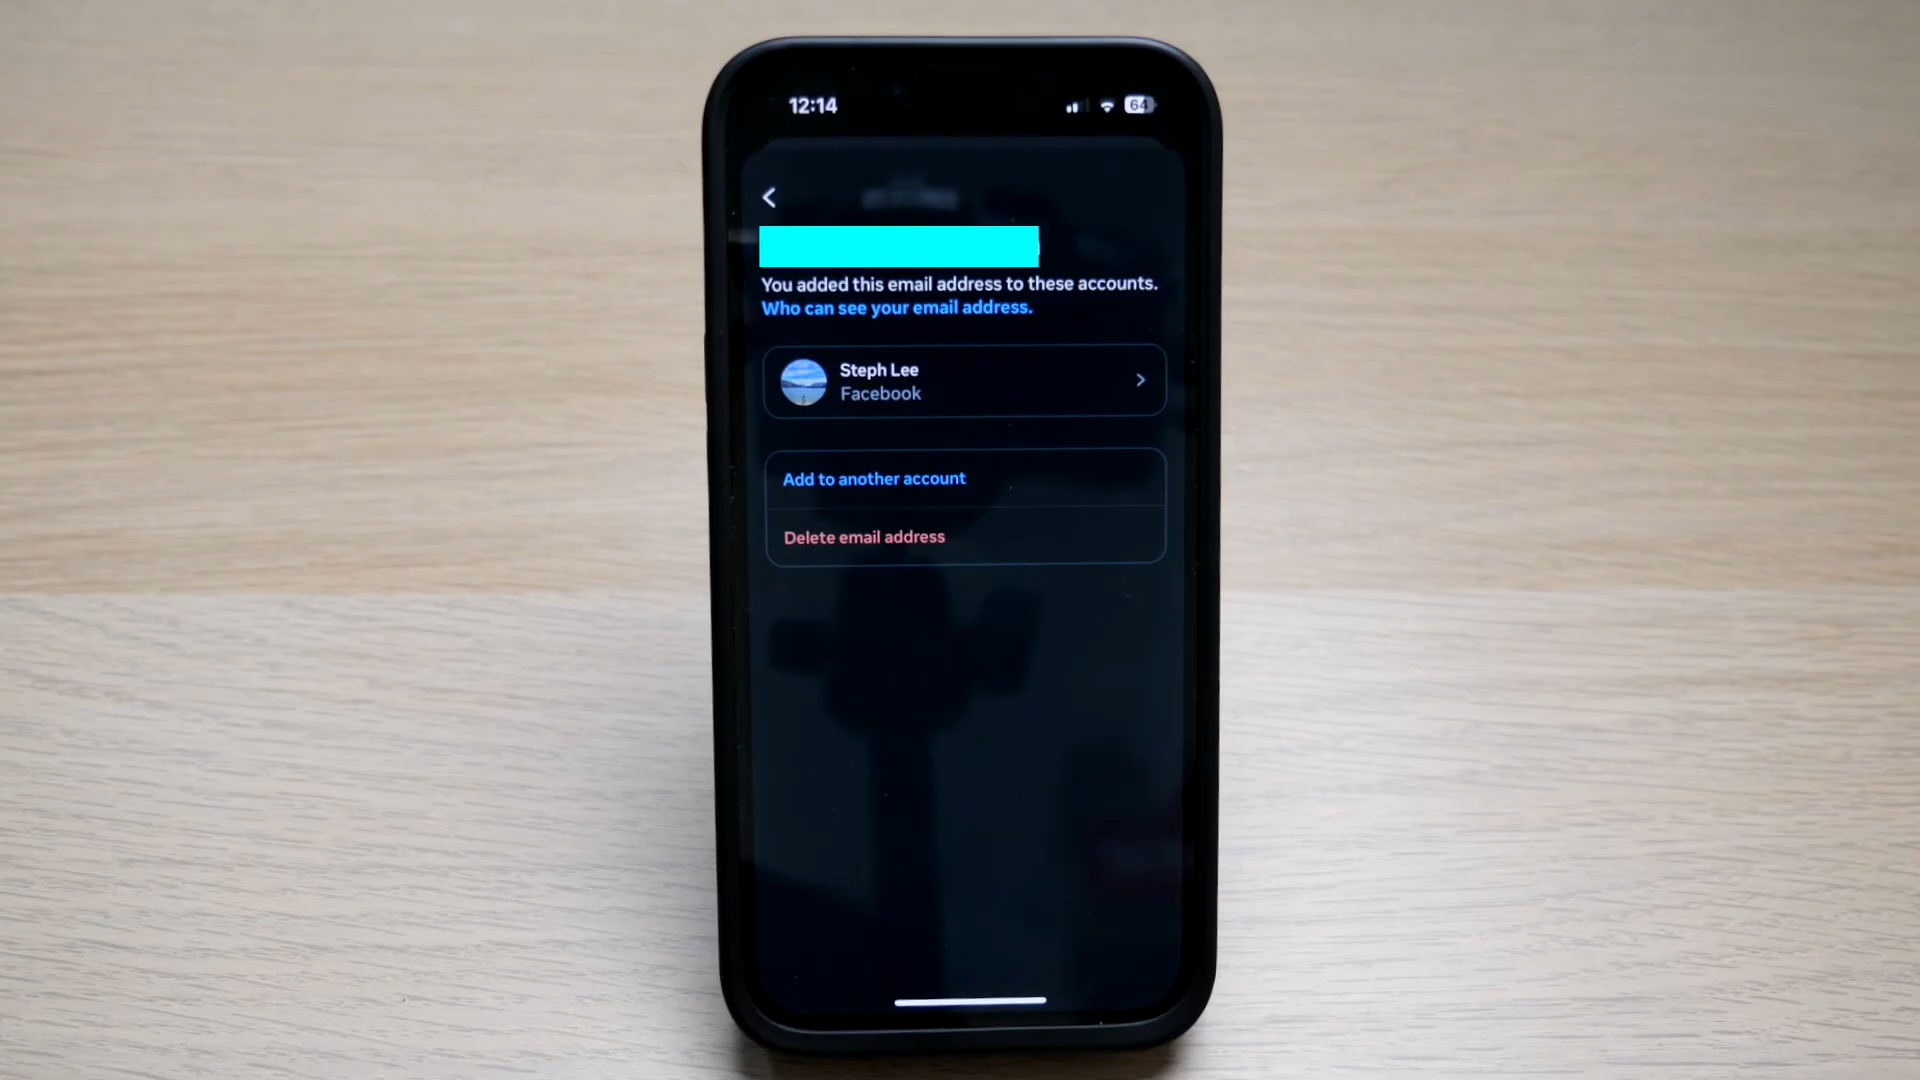 12:14
64
You added this email address to these accounts.
Who can see your email address.
Steph Lee
Facebook
Add to another account
Delete email address